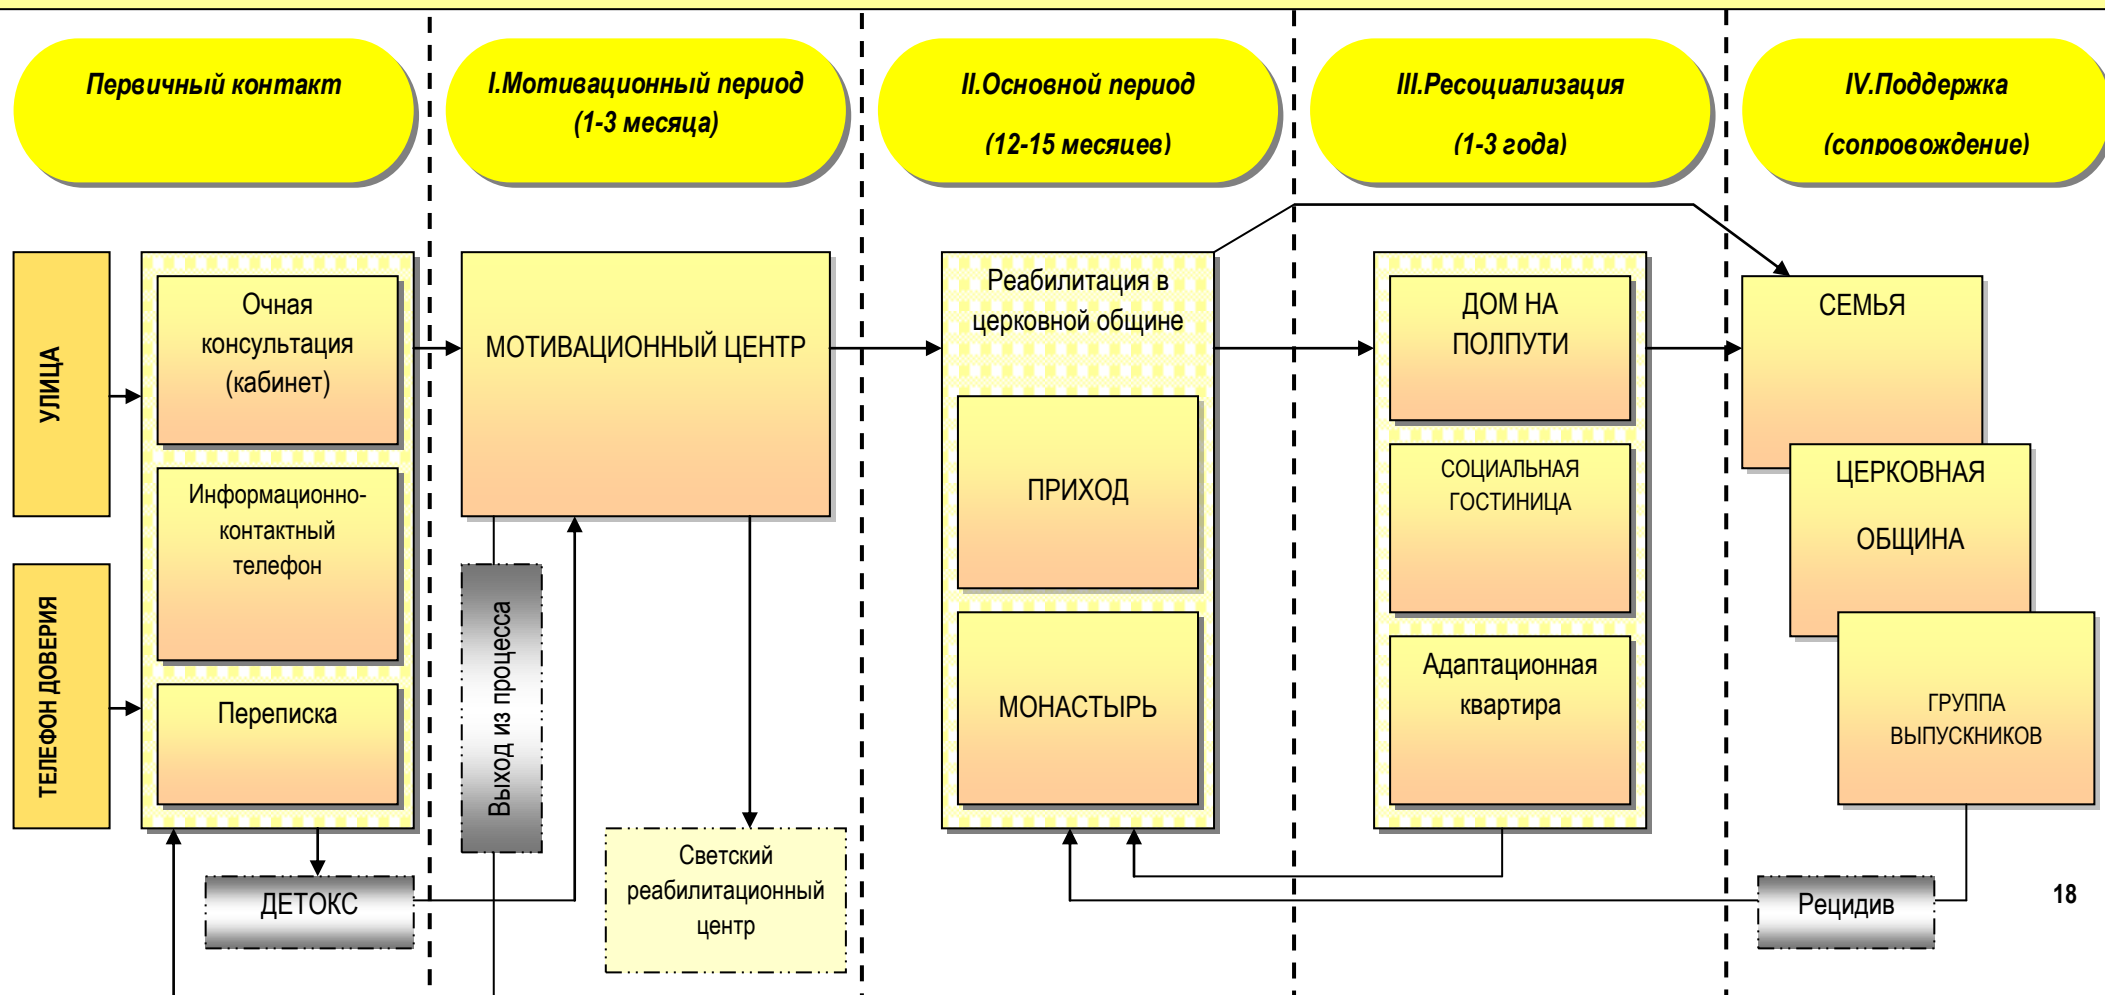 Первичный контакт
I.Мотивационный период
(1-3 месяца)
II.Основной период
(12-15 месяцев)
III.Ресоциализация
(1-3 года)
IV.Поддержка
(сопровождение)
УЛИЦА
ТЕЛЕФОН ДОВЕРИЯ
Очная
консультация
(кабинет)
Информационно-
контактный
телефон
Переписка
ДЕТОКС
МОТИВАЦИОННЫЙ ЦЕНТР
Выход из процесса
Светский
реабилитационный
центр
Реабилитация в
церковной общине
ПРИХОД
МОНАСТЫРЬ
ДОМ НА
ПОЛПУТИ
СОЦИАЛЬНАЯ
ГОСТИНИЦА
Адаптационная
квартира
СЕМЬЯ
ЦЕРКОВНАЯ
ОБЩИНА
ГРУППА
ВЫПУСКНИКОВ
Рецидив
18